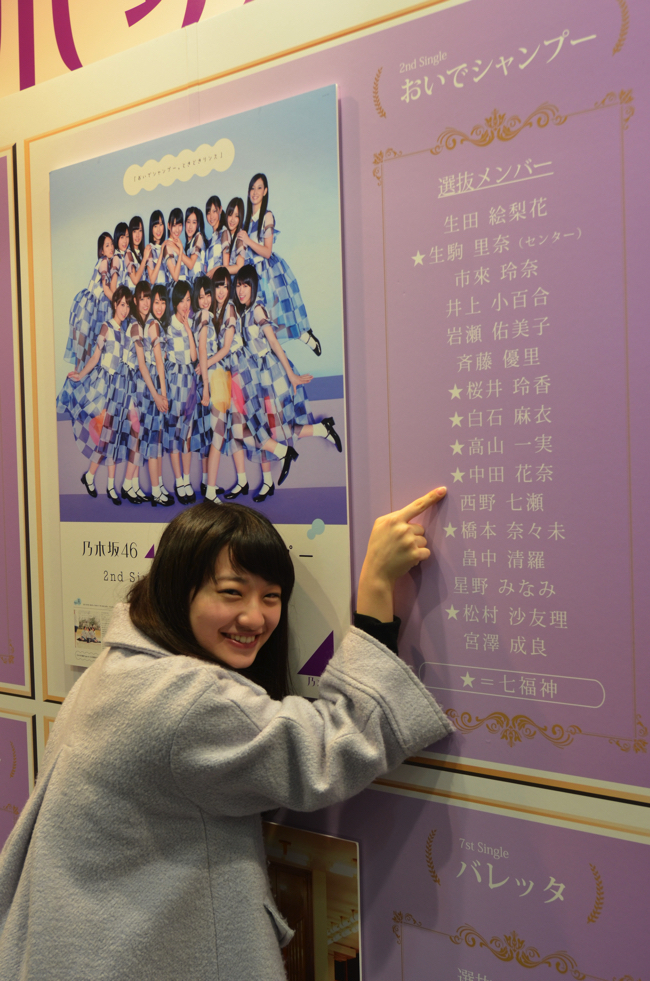 2nd Single
おいでシャンプー
選抜メンバー
生田 絵梨花
★生駒 里奈（センター）
市來 玲奈
井上 小百合
岩瀬 佑美子
斉藤 優里
★桜井 玲香
★白石 麻衣
★高山 一実
★中田 花奈
西野 七瀬
★橋本 奈々未
畠中 清羅
星野 みなみ
★松村 沙友理
宮澤 成良
★＝七福神
乃木坂46
プー
2nd Si
7st Single
バレッタ